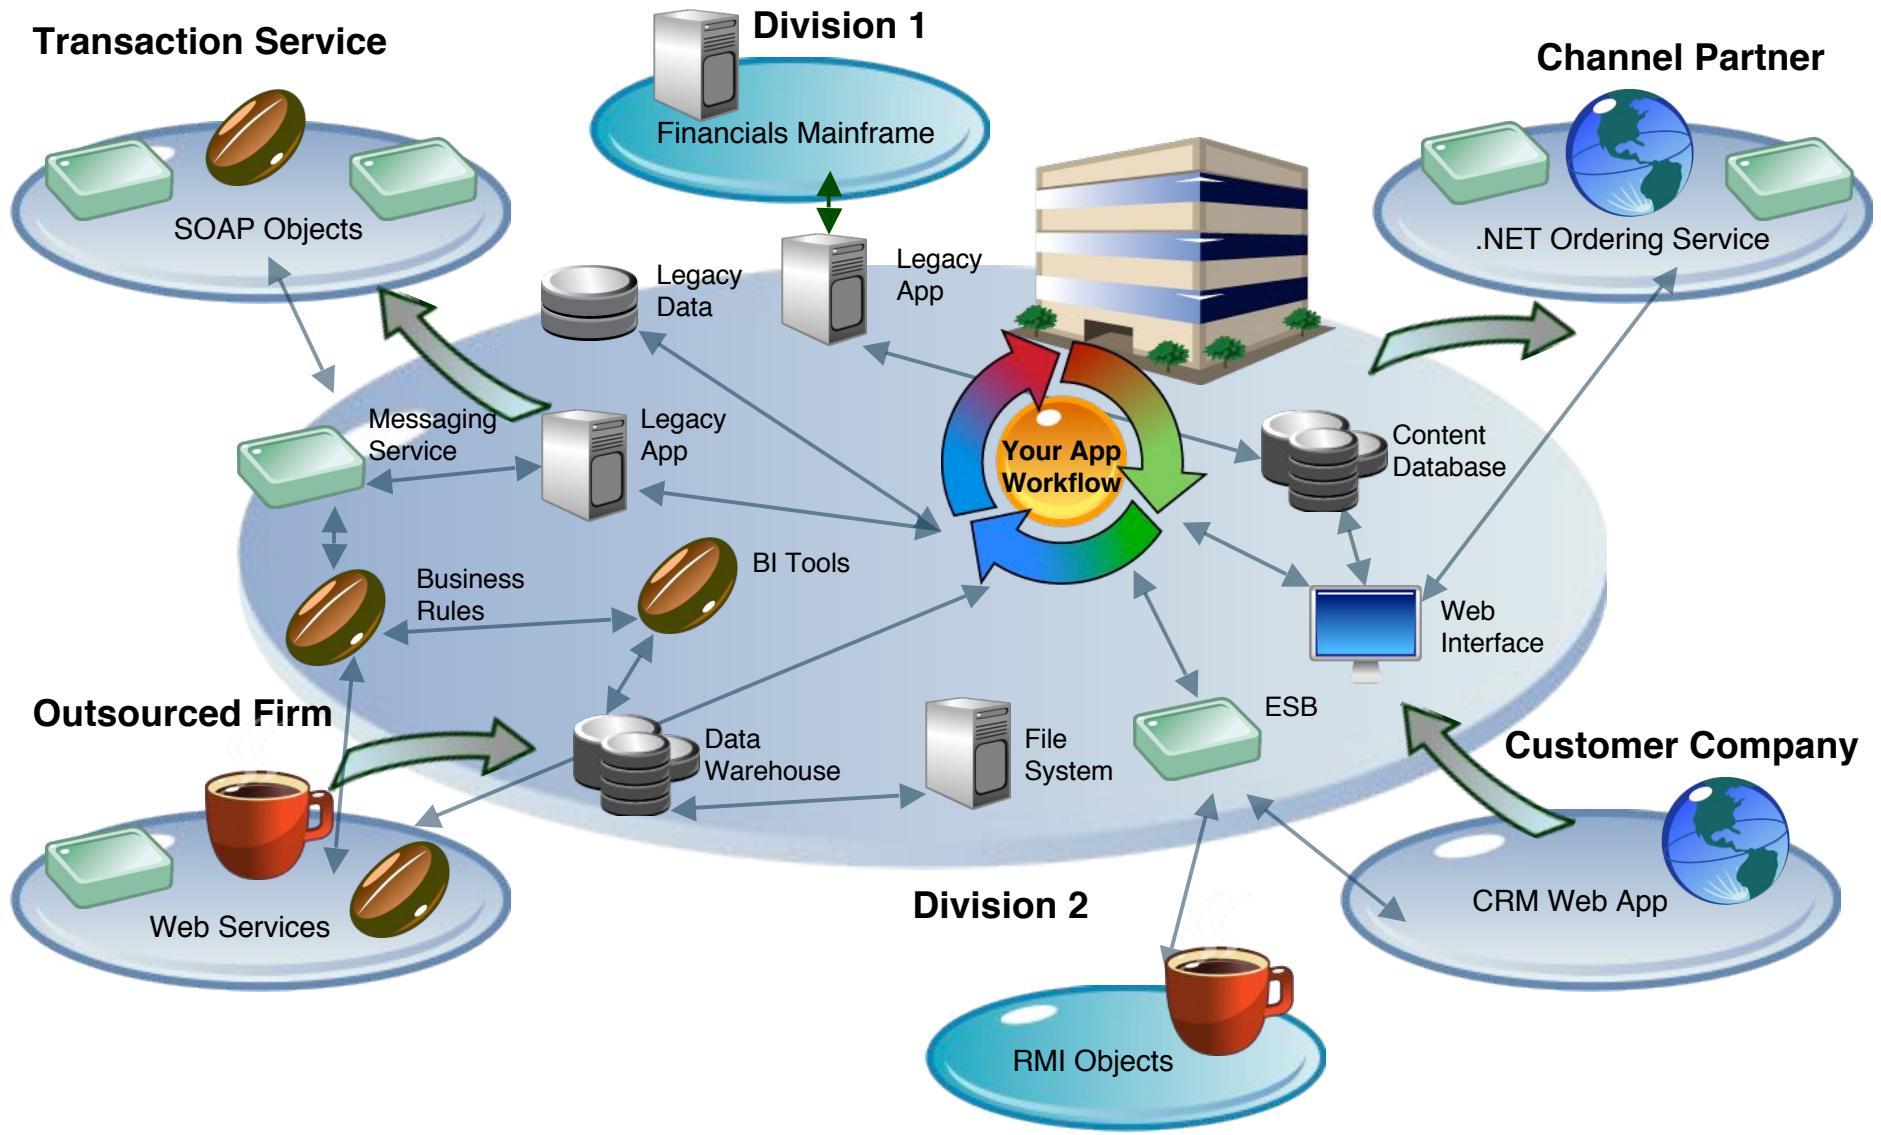 Transaction Service
Division 1
Channel Partner
Financials Mainframe
SOAP Objects
.NET Ordering Service
Legacy
Data
Legacy
App
Messaging
Service
Legacy
App
Your App
Workflow
Content
Database
Business
Rules
BI Tools
Web
Interface
Outsourced Firm
Data
Warehouse
File
System
ESB
Customer Company
Web Services
Division 2
CRM Web App
RMI Objects